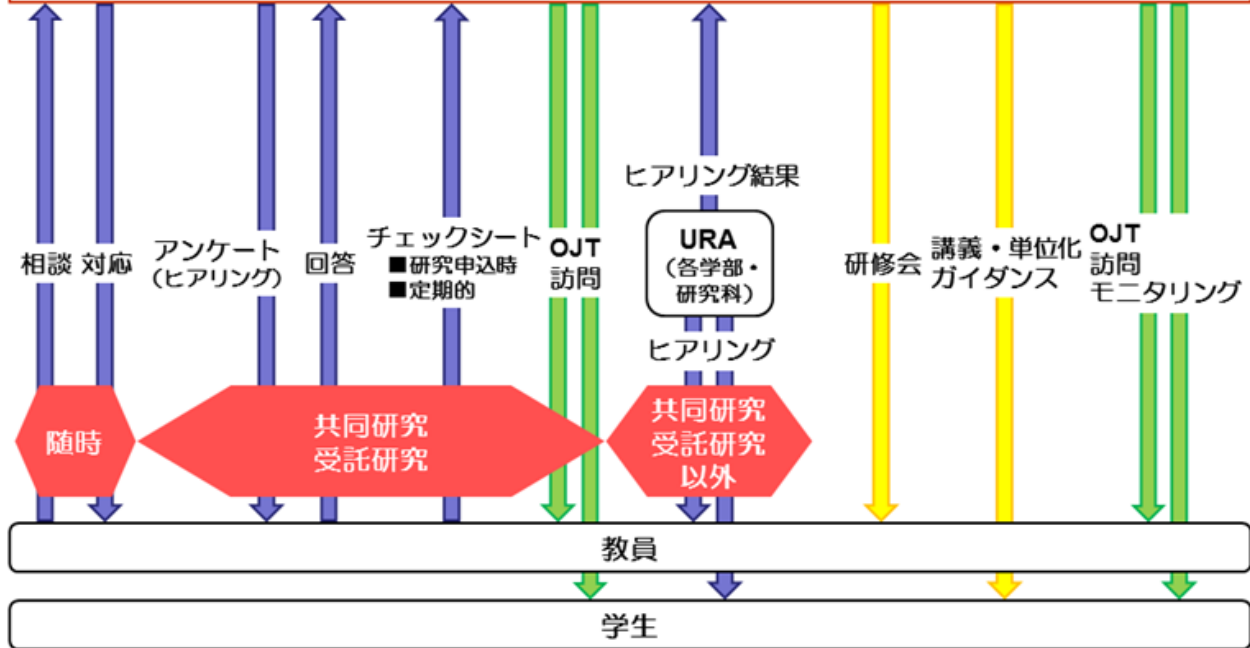 ヒアリング結果
相談
対応
アンケート
(ヒアリング)
回答
チェックシート
■研究申込時
■定期的
OJT
訪問
URA
(各学部・
研究科)
ヒアリング
研修会
講義・単位化
ガイダンス
OJT
訪問
モニタリング
随時
共同研究
受託研究
共同研究
受託研究
以外
教員
学生